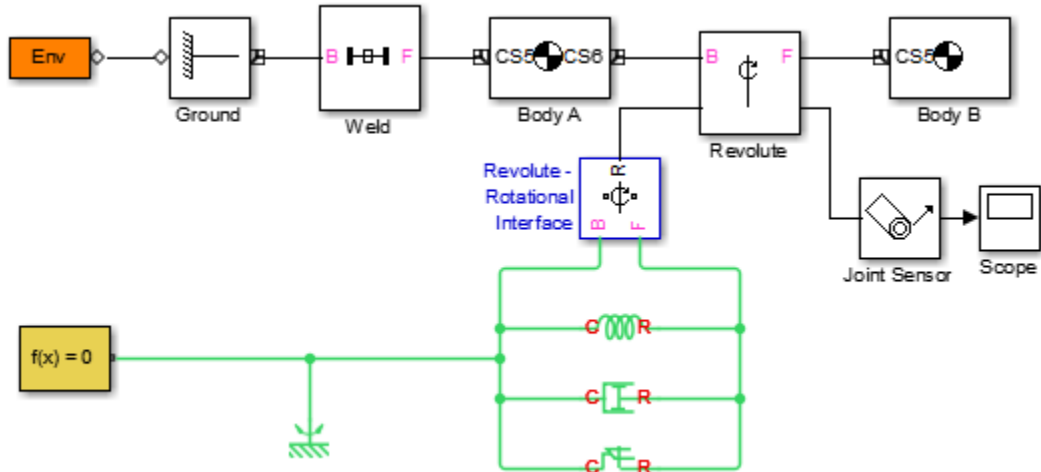 Env
Ground
B F
Weld
CS5 CS6
Body A
B F
Revolute
CS5
Body B
Revolute -
Rotational
Interface
R
B F
Joint Sensor
Scope
f(x) = 0
C R
C R
C R